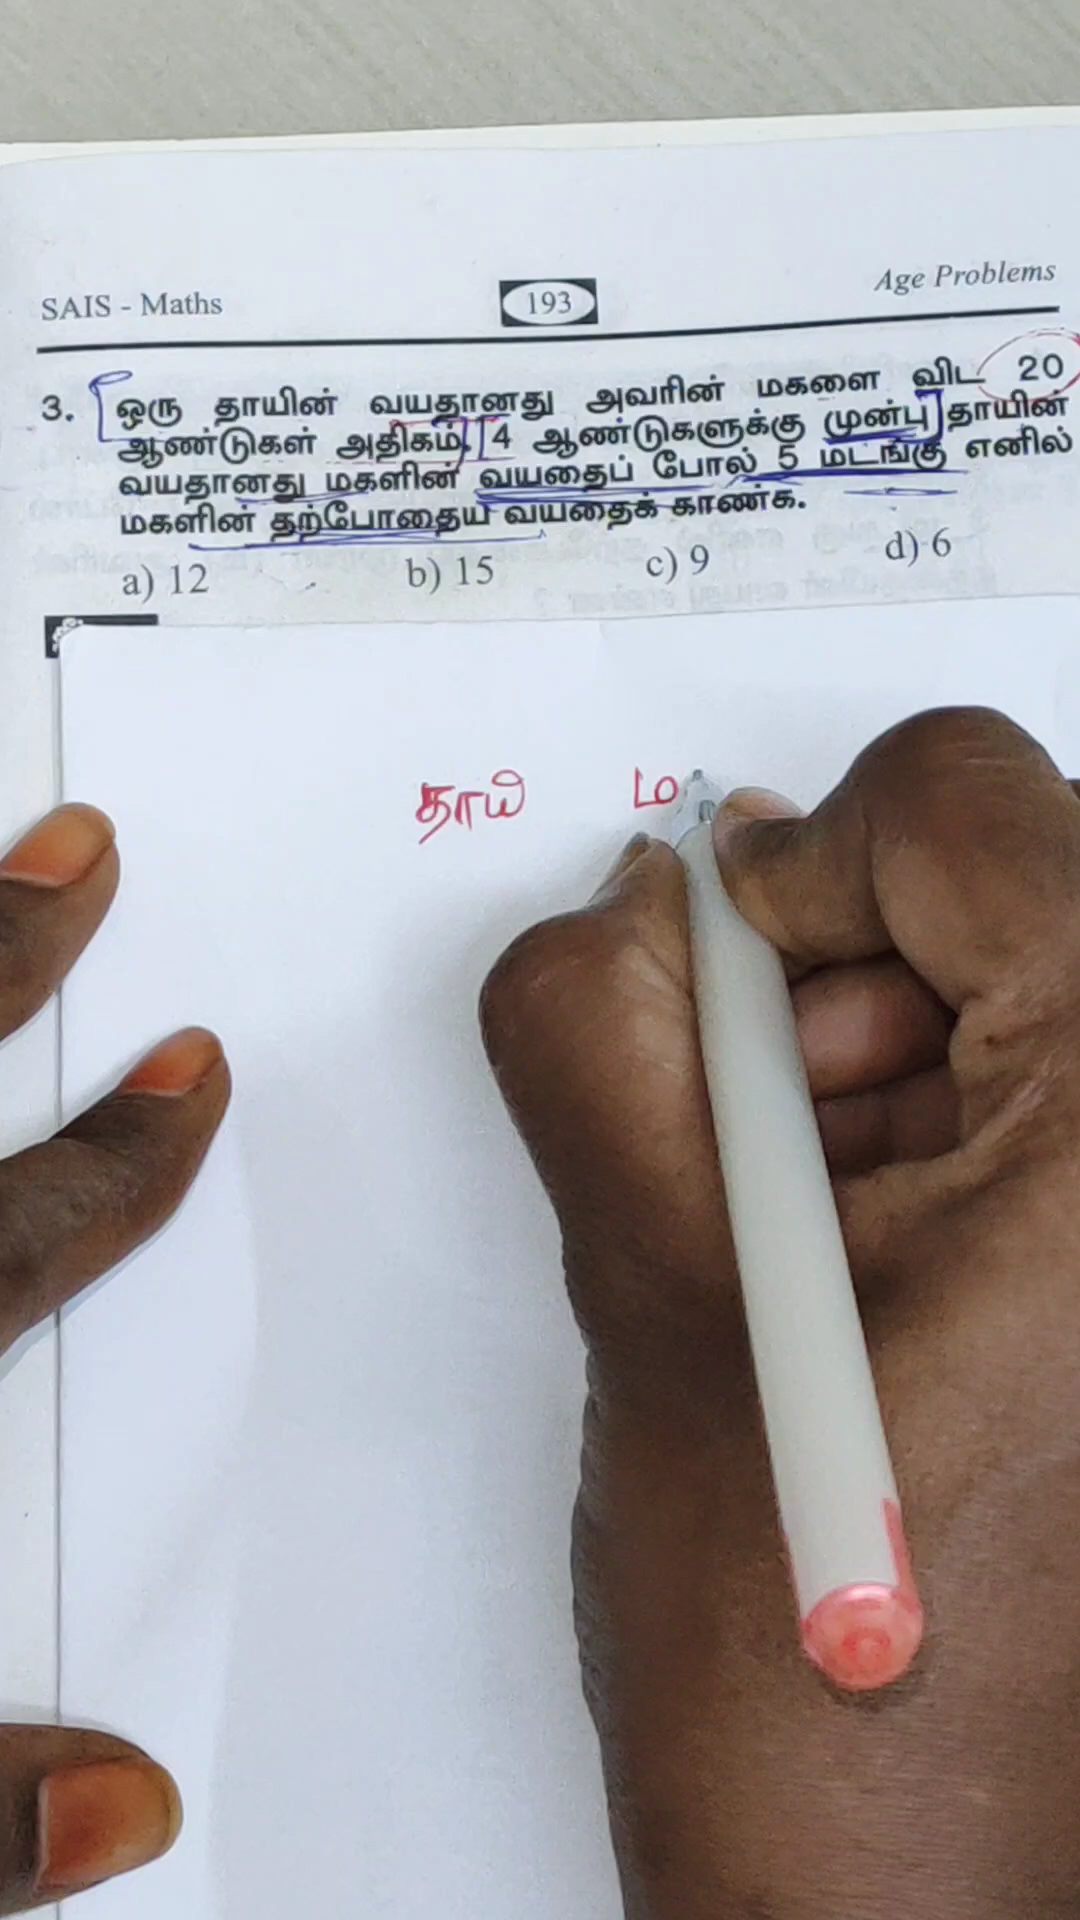 SAIS - Maths
193
Age Problems
3. ஒரு தாயின் வயதானது அவரின் மகளை விட 20
ஆண்டுகள் அதிகம். 4 ஆண்டுகளுக்கு முன்பு தாயின்
வயதானது மகளின் வயதைப் போல் 5 மடங்கு எனில்
மகளின் தற்போதைய வயதைக் காண்க.
a) 12 b) 15 c) 9 d) 6
தாயி ம